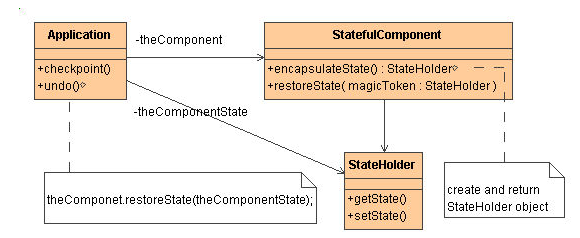 Application
+checkpoint()
+undo()
-theComponent
StatefulComponent
+encapsulateState() : StateHolder
+restoreState( magicToken : StateHolder )
-theComponentState
StateHolder
+getState()
+setState()
theComponet.restoreState(theComponentState);
create and return
StateHolder object